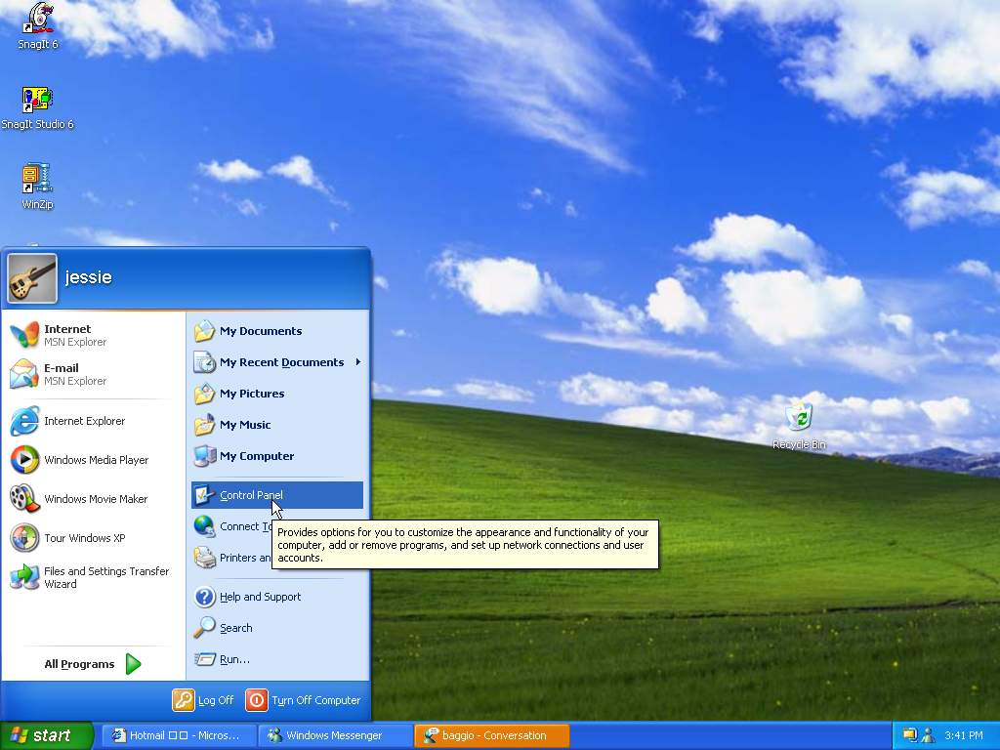 SnagIt 6
SnagIt Studio 6
WinZip
Recycle Bin
jessie
Internet
MSN Explorer
E-mail
MSN Explorer
Internet Explorer
Windows Media Player
Windows Movie Maker
Tour Windows XP
Files and Settings Transfer
Wizard
All Programs
My Documents
My Recent Documents
My Pictures
My Music
My Computer
Control Panel
Connect To
Printers an
Provides options for you to customize the appearance and functionality of your
computer, add or remove programs, and set up network connections and user
accounts.
Help and Support
Search
Run...
Log Off
Turn Off Computer
start
Hotmail □□ - Micros...
Windows Messenger
baggio - Conversation
3:41 PM